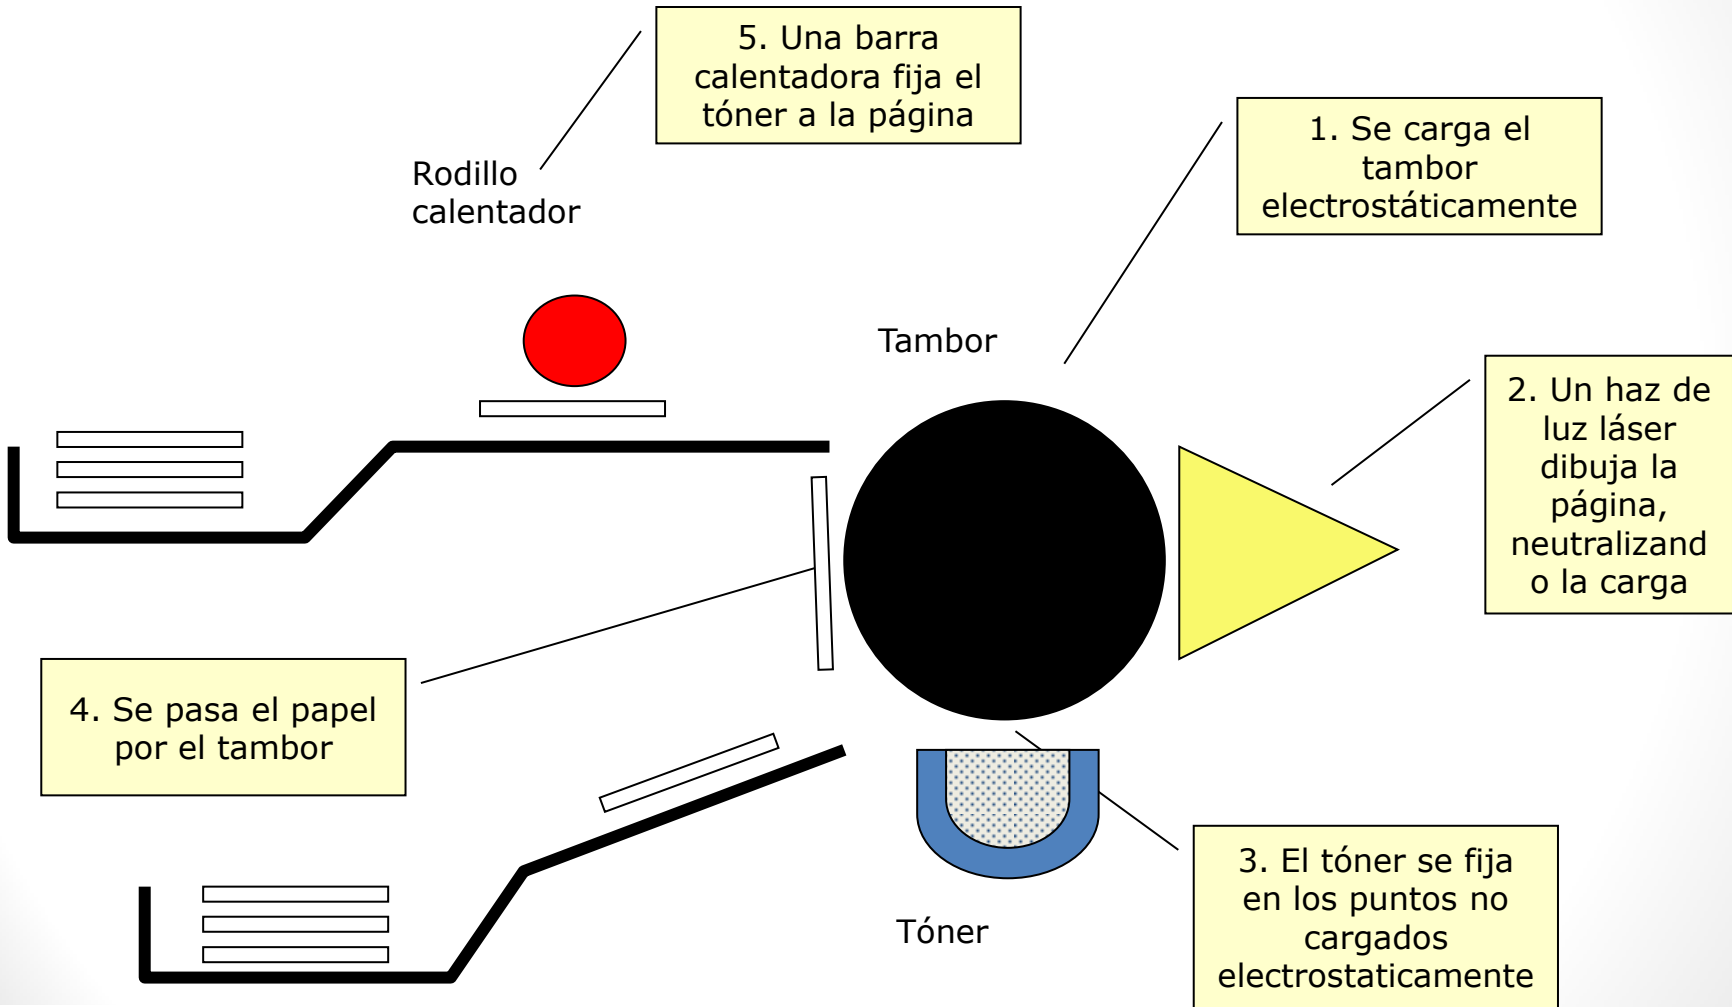 5. Una barra
calentadora fija el
tóner a la página
1. Se carga el
tambor
electrostáticamente
Rodillo
calentador
Tambor
2. Un haz de
luz láser
dibuja la
página,
neutralizand
o la carga
4. Se pasa el papel
por el tambor
3. El tóner se fija
en los puntos no
cargados
electrostaticamente
Tóner